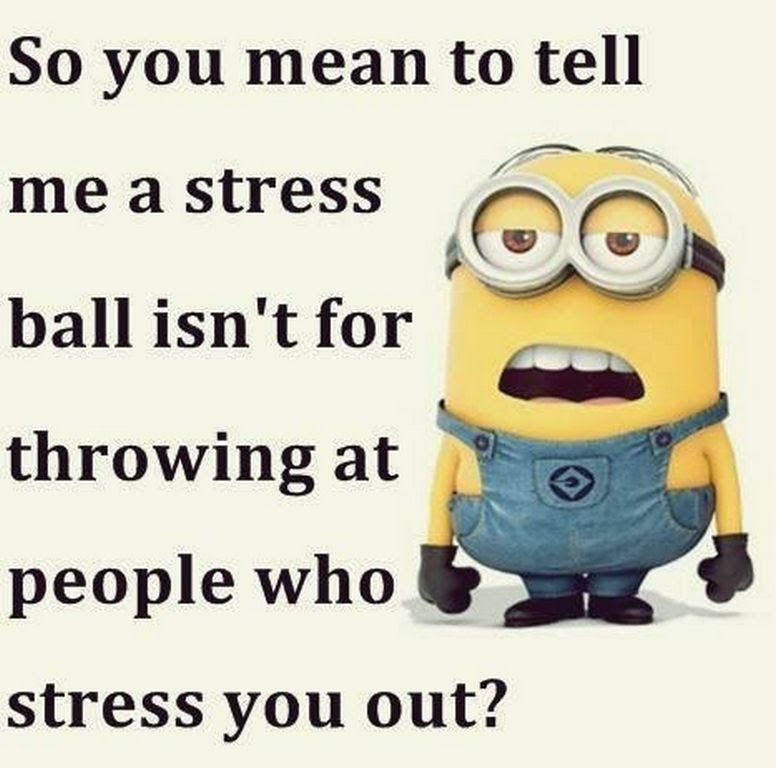 So you mean to tell
me a stress
ball isn't for
throwing at
people who
stress you out?